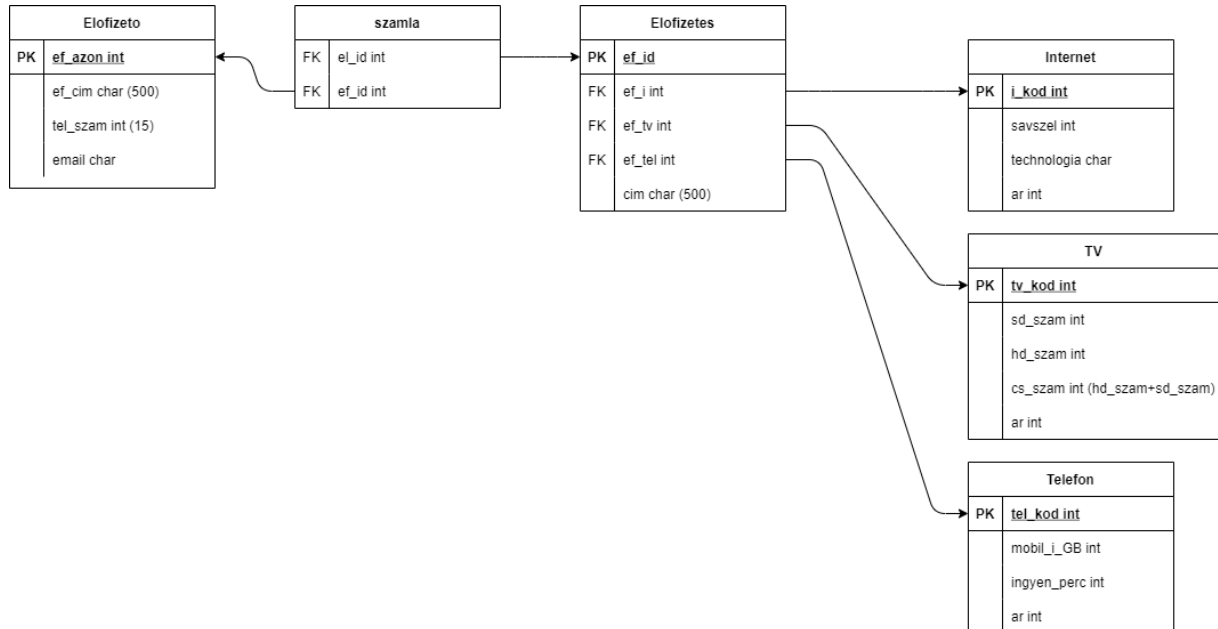 Elofizeto
PK ef_azon int
ef_cim char (500)
tel_szam int (15)
email char
szamla
FK el_id int
FK ef_id int
Elofizetes
PK ef_id
FK ef_i int
FK ef_tv int
FK ef_tel int
cim char (500)
Internet
PK i_kod int
savszel int
technologia char
ar int
TV
PK tv_kod int
sd_szam int
hd_szam int
cs_szam int (hd_szam+sd_szam)
ar int
Telefon
PK tel_kod int
mobil_i_GB int
ingyen_perc int
ar int